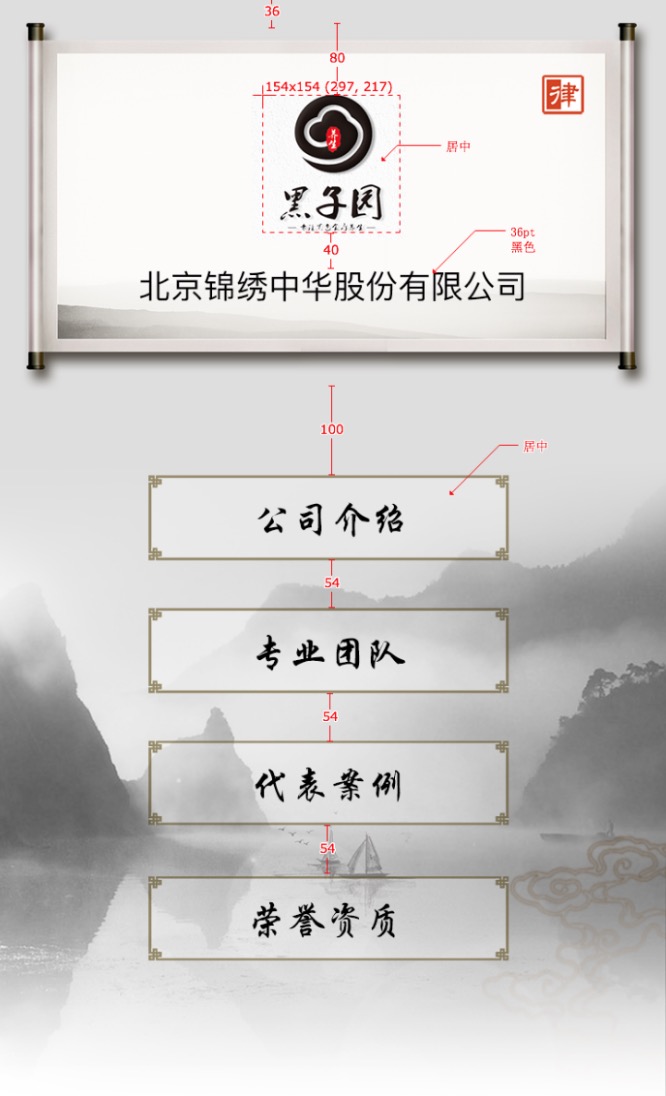 36
80
154x154 (297, 217)
律
养生
居中
黑子园
40
36pt
黑色
北京锦绣中华股份有限公司
100
居中
公司介绍
54
专业团队
54
代表案例
54
荣誉资质